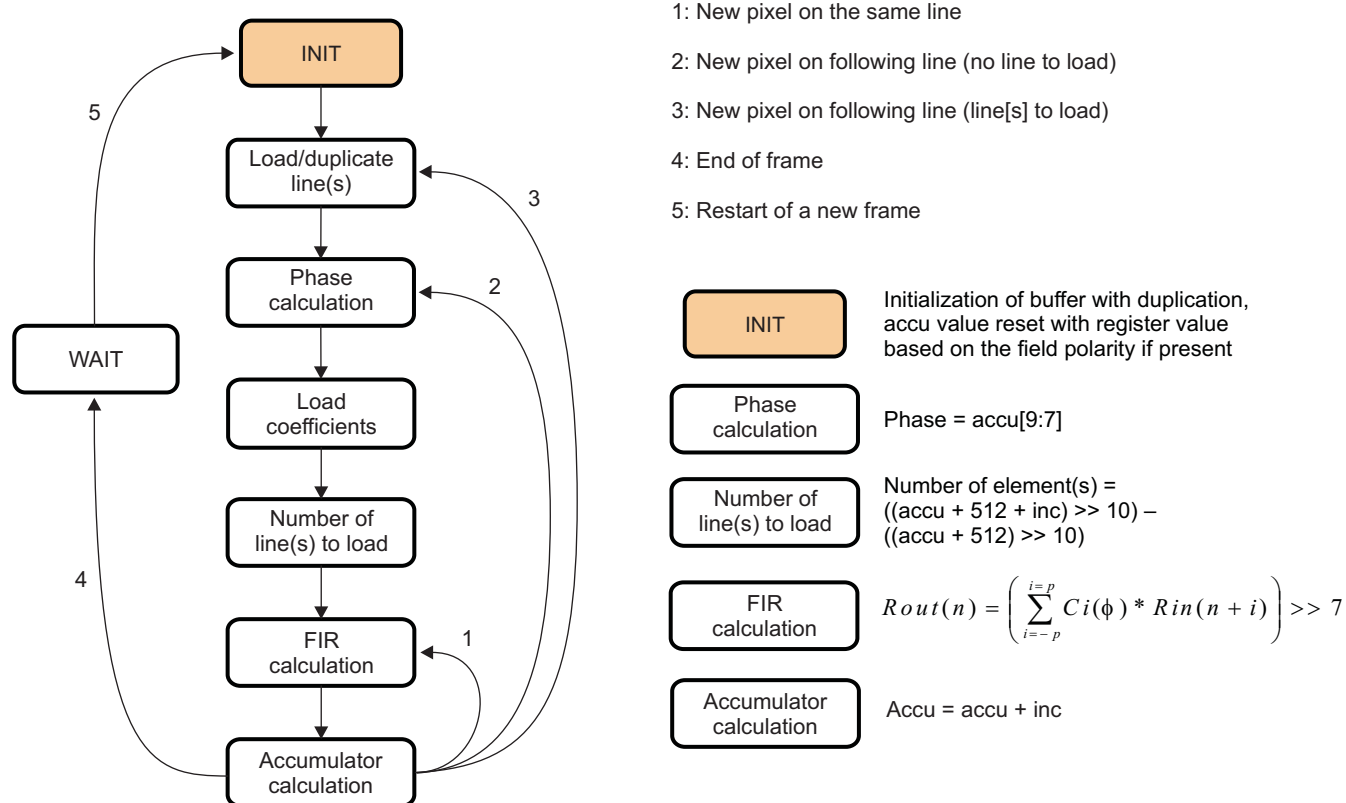 INIT
5
Load/duplicate
line(s)
3
Phase
calculation
2
WAIT
Load
coefficients
Number of
line(s) to load
4
FIR
calculation
1
Accumulator
calculation
1: New pixel on the same line
2: New pixel on following line (no line to load)
3: New pixel on following line (line[s] to load)
4: End of frame
5: Restart of a new frame
INIT
Initialization of buffer with duplication,
accu value reset with register value
based on the field polarity if present
Phase
calculation
Phase = accu[9:7]
Number of
line(s) to load
Number of element(s) =
((accu + 512 + inc) >> 10) –
((accu + 512) >> 10)
FIR
calculation
Rout(n) = ( ∑_{i=-p}^{i=p} Ci(ϕ) * Rin(n + i) ) >> 7
Accumulator
calculation
Accu = accu + inc